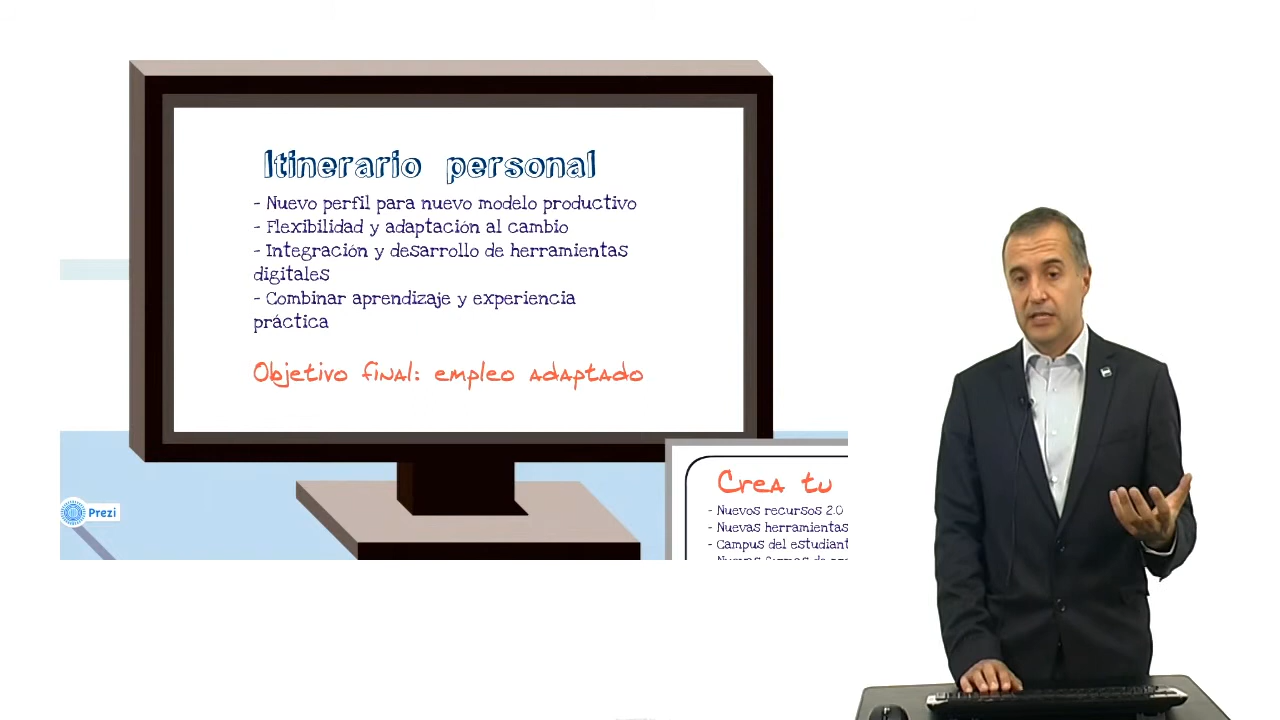 Itinerario personal
- Nuevo perfil para nuevo modelo productivo
- Flexibilidad y adaptación al cambio
- Integración y desarrollo de herramientas
digitales
- Combinar aprendizaje y experiencia
práctica
Objetivo final: empleo adaptado
Crea tu
- Nuevos recursos 2.0
- Nuevas herramientas
- Campus del estudiant
Prezi